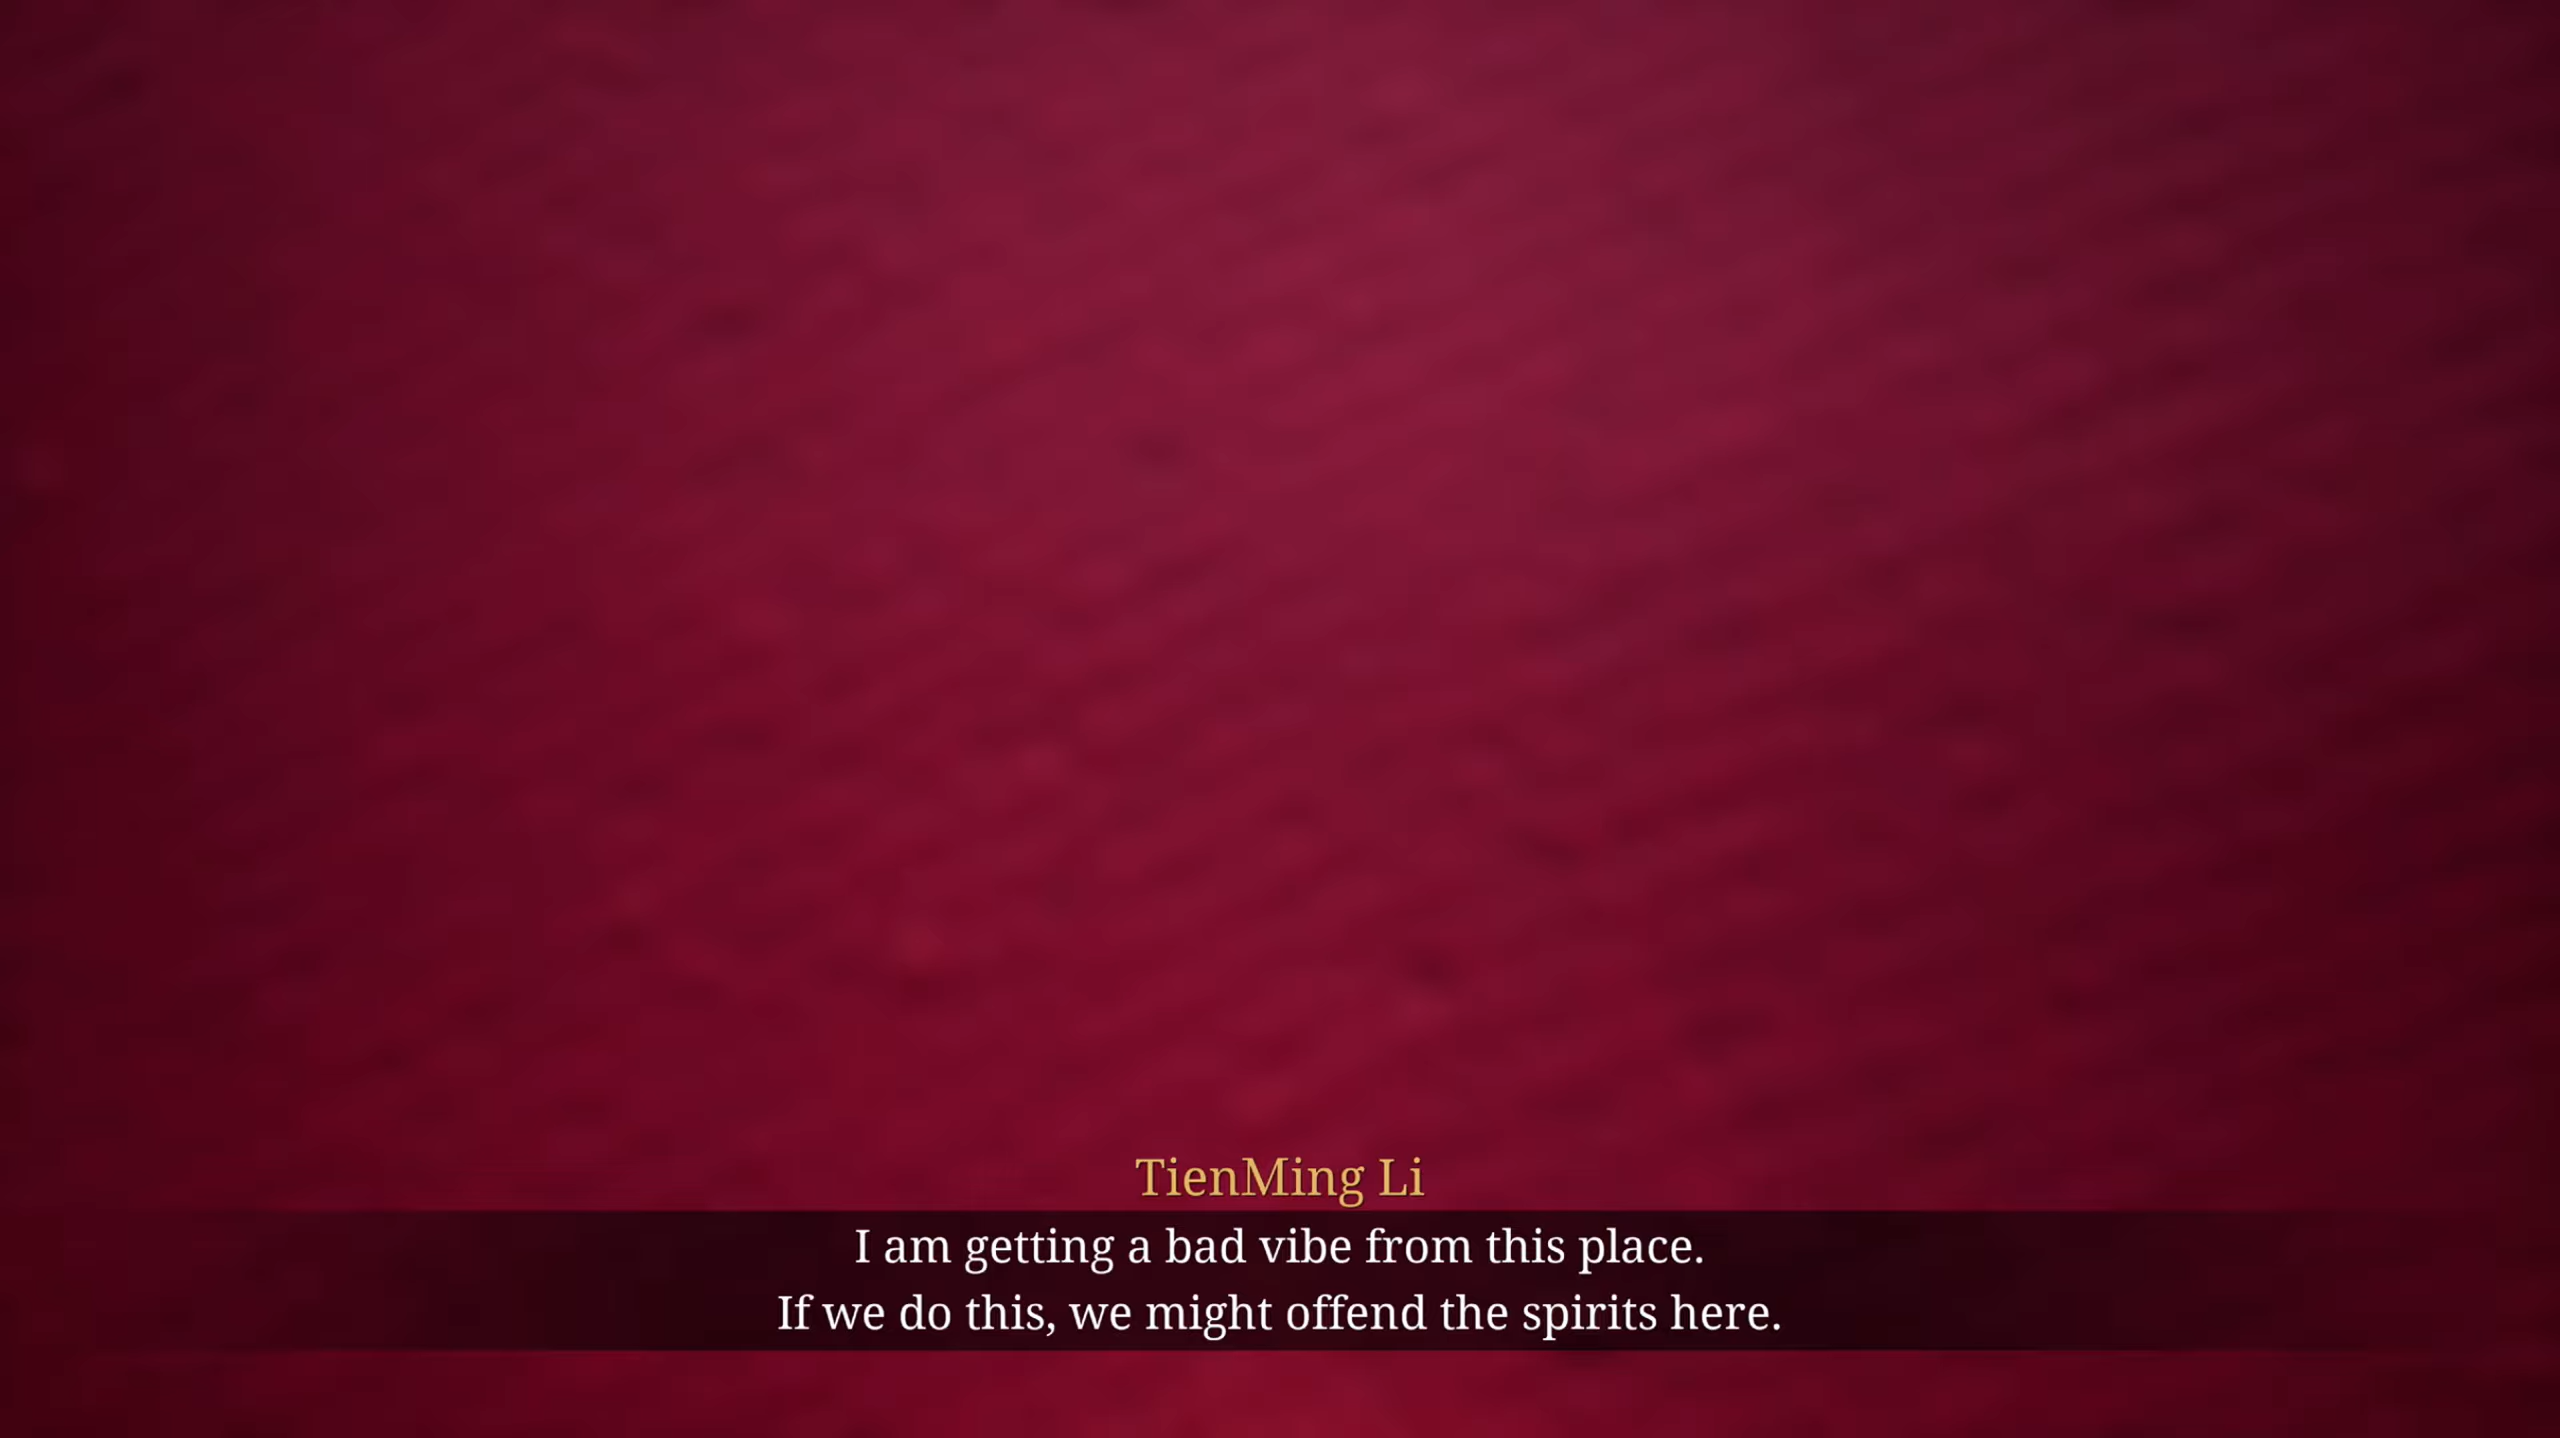 TienMing Li
I am getting a bad vibe from this place.
If we do this, we might offend the spirits here.